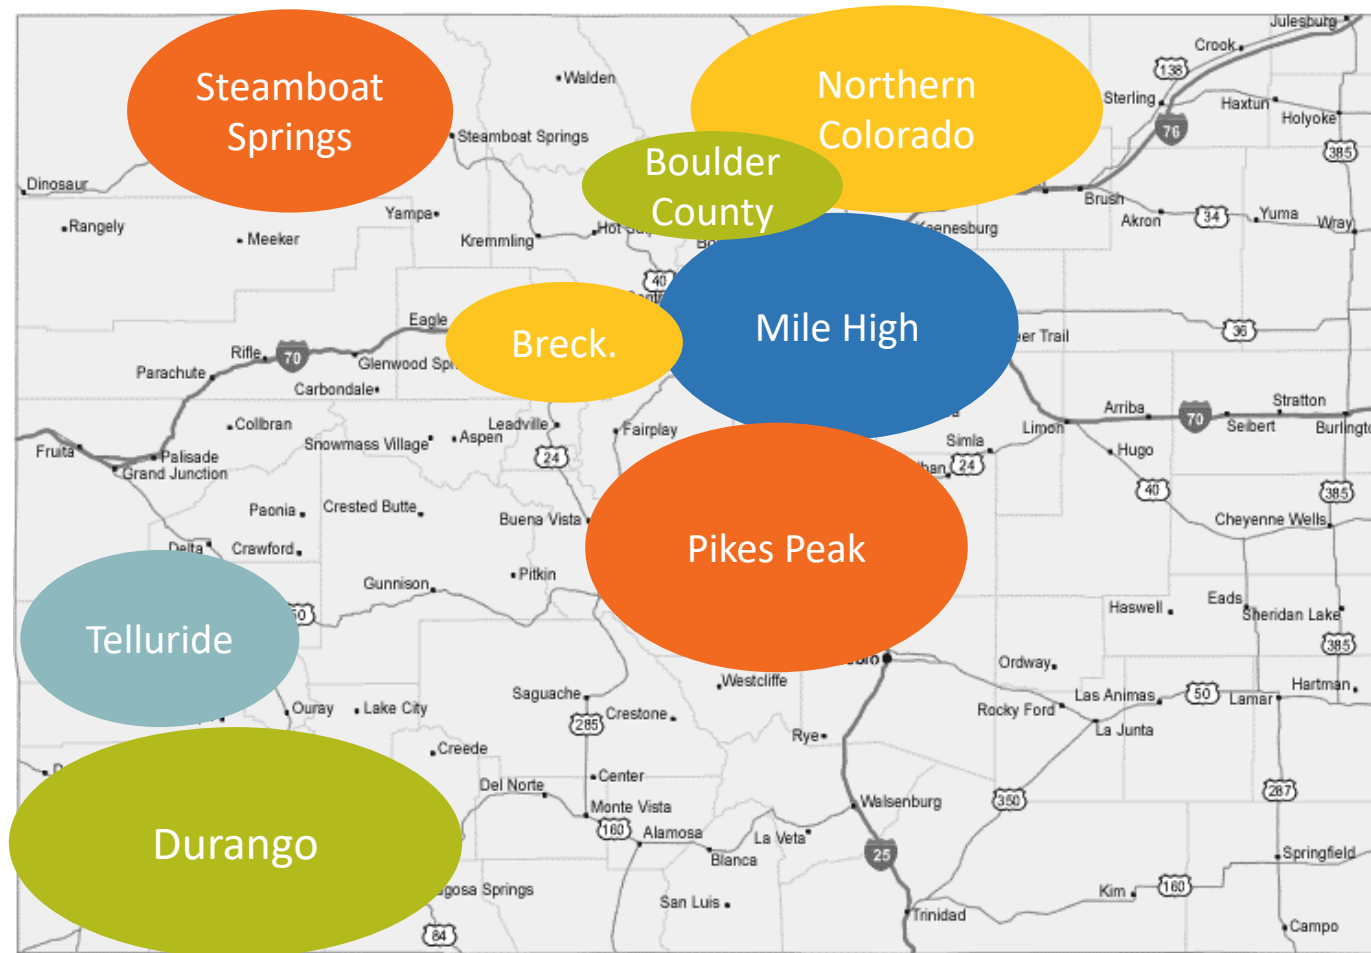 Julesburg
Crook
138
Steamboat
Springs
Walden
Northern
Colorado
Sterling
Haxtun
Holyoke
76
385
Steamboat Springs
Boulder
County
Dinosaur
Brush
Akron
34
Yuma
Wray
Rangely
Meeker
Yampa
Kremmling
Keenesburg
40
Mile High
Eagle
Breck.
36
Rifle
70
Glenwood
Parachute
Carbondale
Trail
Collbran
Snowmass Village
Aspen
Leadville
Fairplay
Simla
Limon
Arriba
70
Stratton
Seibert
Burlington
Fruita
Palisade
Grand Junction
24
24
Hugo
40
385
Paonia
Crested Butte
Buena Vista
Cheyenne Wells
Delta
Crawford
Pikes Peak
Pitkin
Gunnison
50
Telluride
Haswell
Eads
Sheridan Lake
385
Ordway
Westcliffe
Saguache
Ouray
Lake City
Crestone
285
Rye
Rocky Ford
Las Animas
50
Lamar
Hartman
La Junta
Creede
Center
Del Norte
Monte Vista
160
Walsenburg
350
287
Durango
Alamosa
La Veta
Blanca
25
Springfield
Springs
San Luis
Kim
160
Trinidad
84
Campo